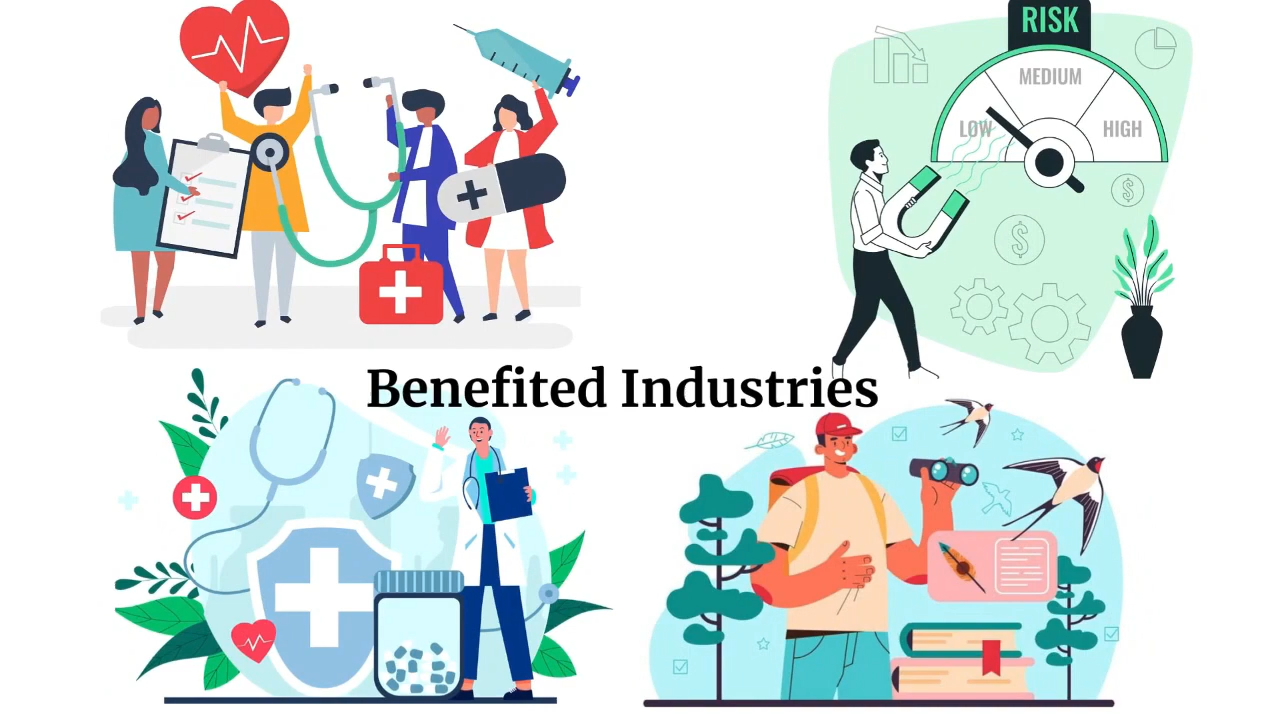 RISK
MEDIUM
LOW
HIGH
$
$
Benefited Industries